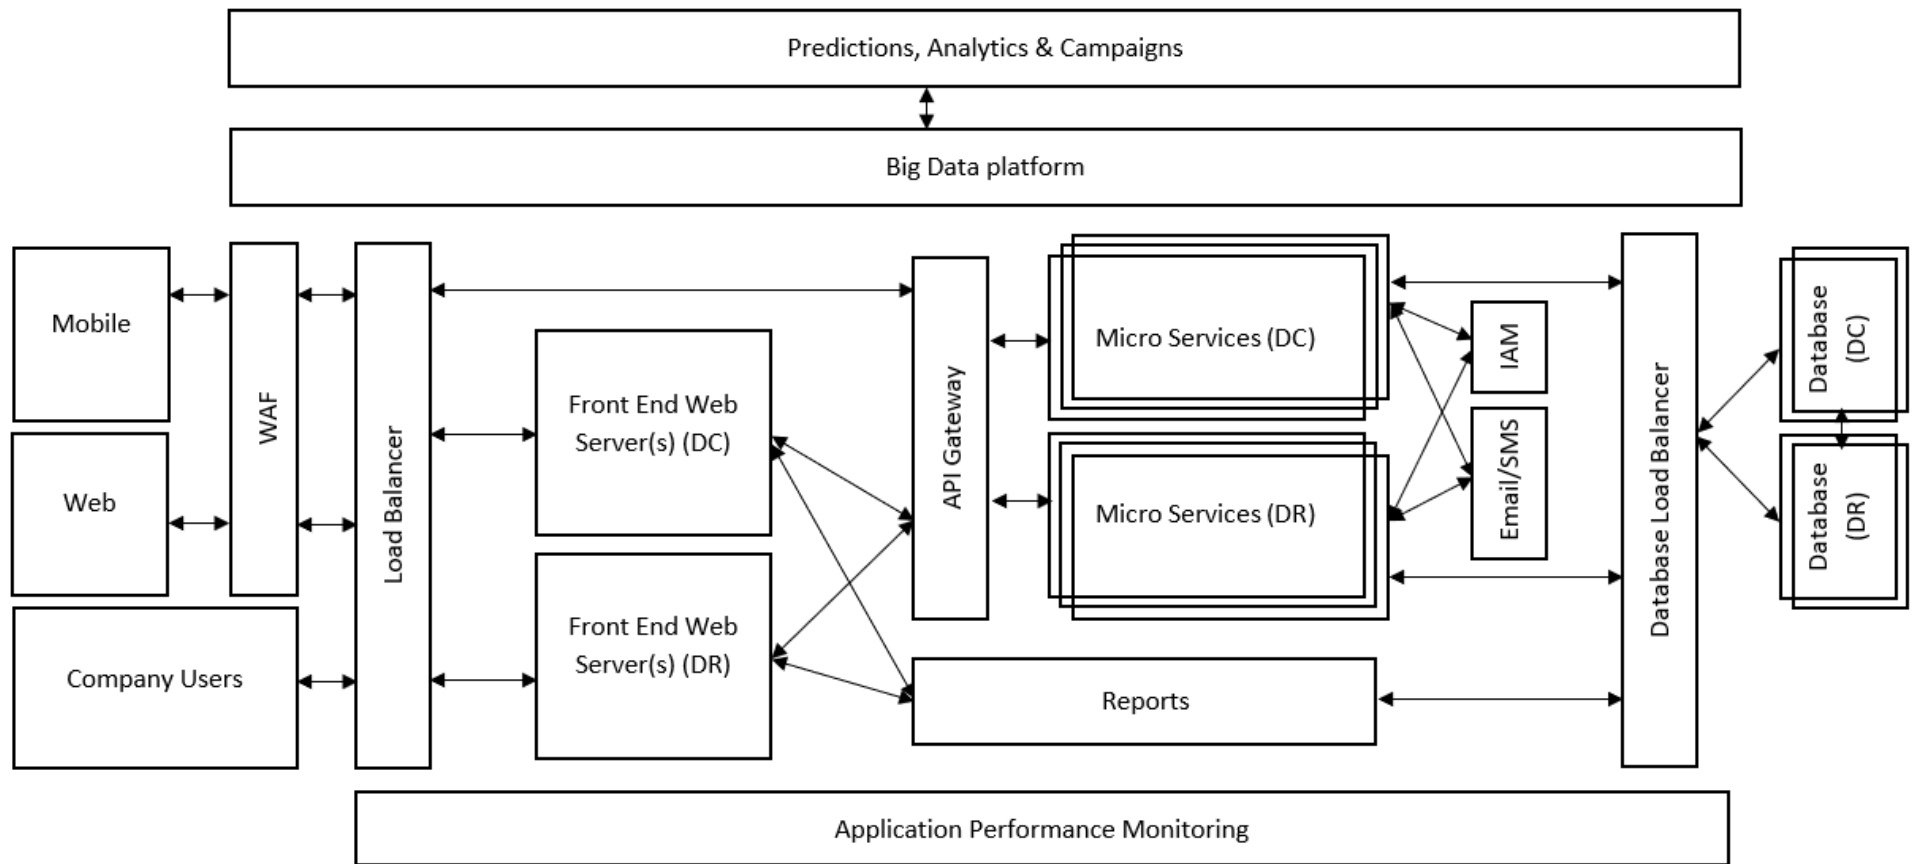 Predictions, Analytics & Campaigns
Big Data platform
Mobile
Web
Company Users
WAF
Load Balancer
Front End Web
Server(s) (DC)
Front End Web
Server(s) (DR)
API Gateway
Micro Services (DC)
Micro Services (DR)
Reports
IAM
Email/SMS
Database Load Balancer
Database
(DC)
Database
(DR)
Application Performance Monitoring